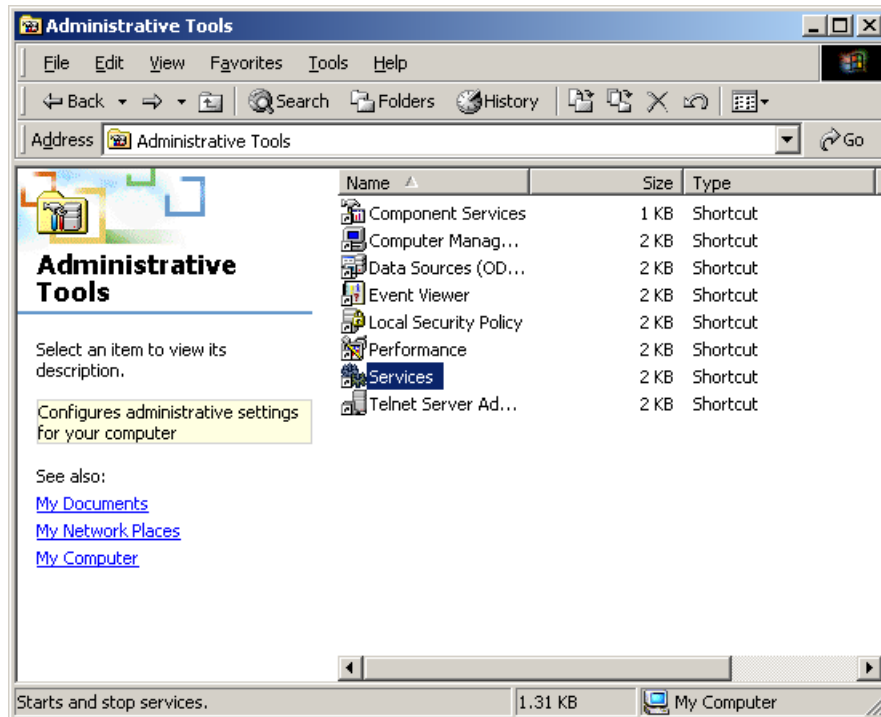 Administrative Tools
File Edit View Favorites Tools Help
Back Search Folders History
Address Administrative Tools Go
Name Size Type
Component Services 1 KB Shortcut
Computer Manag... 2 KB Shortcut
Data Sources (OD... 2 KB Shortcut
Event Viewer 2 KB Shortcut
Local Security Policy 2 KB Shortcut
Performance 2 KB Shortcut
Services 2 KB Shortcut
Telnet Server Ad... 2 KB Shortcut
Administrative
Tools
Select an item to view its
description.
Configures administrative settings
for your computer
See also:
My Documents
My Network Places
My Computer
Starts and stop services. 1.31 KB My Computer